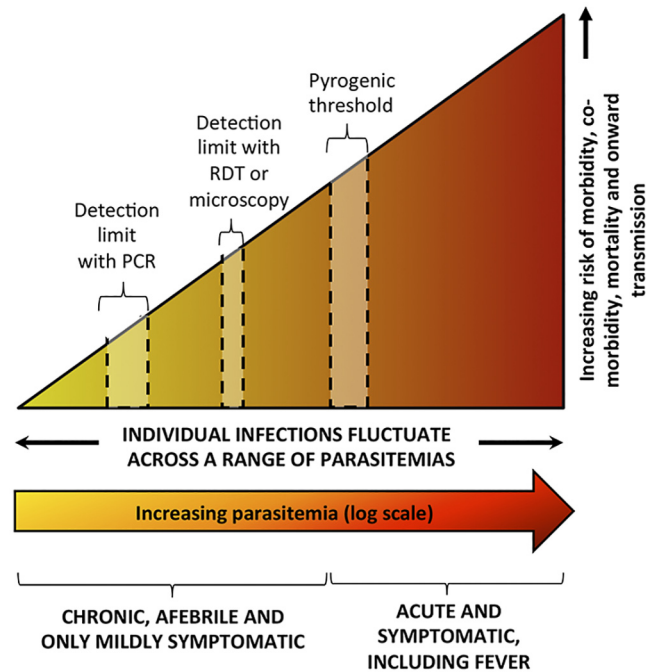 Pyrogenic
threshold
Detection
limit with
RDT or
microscopy
Detection
limit
with PCR
Increasing risk of morbidity, co-
morbidity, mortality and onward
transmission
INDIVIDUAL INFECTIONS FLUCTUATE
ACROSS A RANGE OF PARASITEMIAS
Increasing parasitemia (log scale)
CHRONIC, AFEBRILE AND
ONLY MILDLY SYMPTOMATIC
ACUTE AND
SYMPTOMATIC,
INCLUDING FEVER